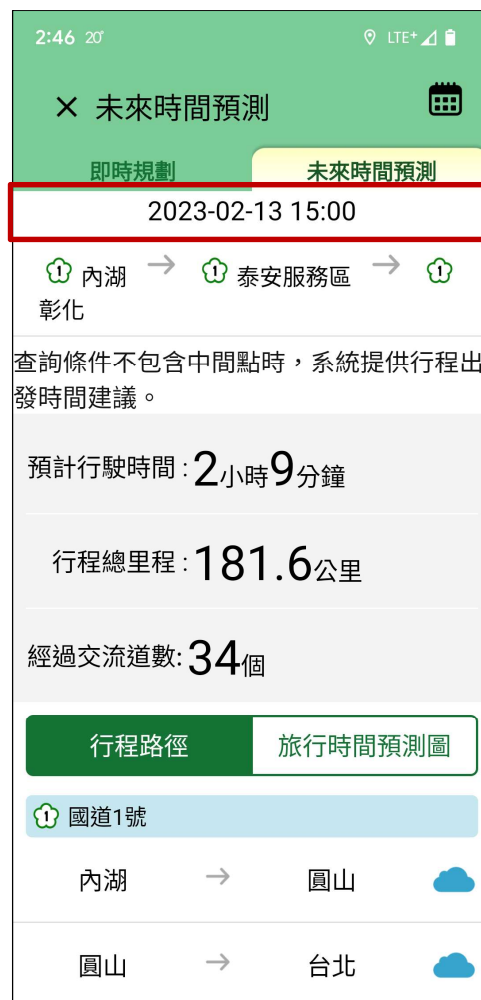 2:46 20° LTE+
× 未來時間預測
即時規劃 未來時間預測
2023-02-13 15:00
1 內湖 → 1 泰安服務區 → 1
彰化
查詢條件不包含中間點時，系統提供行程出
發時間建議。
預計行駛時間 : 2小時9分鐘
行程總里程 : 181.6公里
經過交流道數: 34個
行程路徑 旅行時間預測圖
1 國道1號
內湖 → 圓山
圓山 → 台北